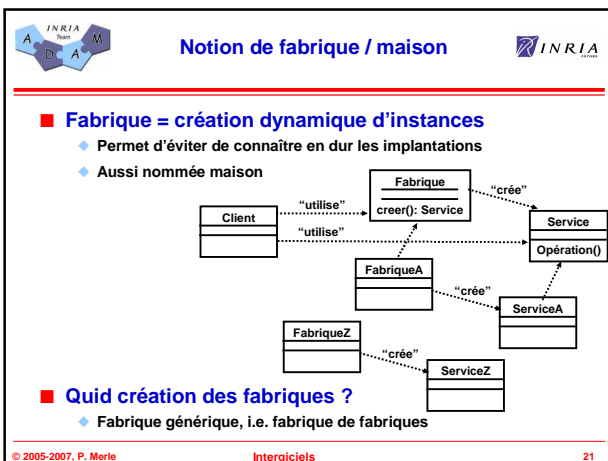 INRIA
Team
A
D
A
M
Notion de fabrique / maison
INRIA
FUTURS
Fabrique = création dynamique d'instances
Permet d'éviter de connaître en dur les implantations
Aussi nommée maison
Fabrique
creer(): Service
“crée”
“utilise”
Client
“utilise”
Service
Opération()
FabriqueA
“crée”
ServiceA
FabriqueZ
“crée”
ServiceZ
Quid création des fabriques ?
Fabrique générique, i.e. fabrique de fabriques
© 2005-2007, P. Merle
Intergiciels
21